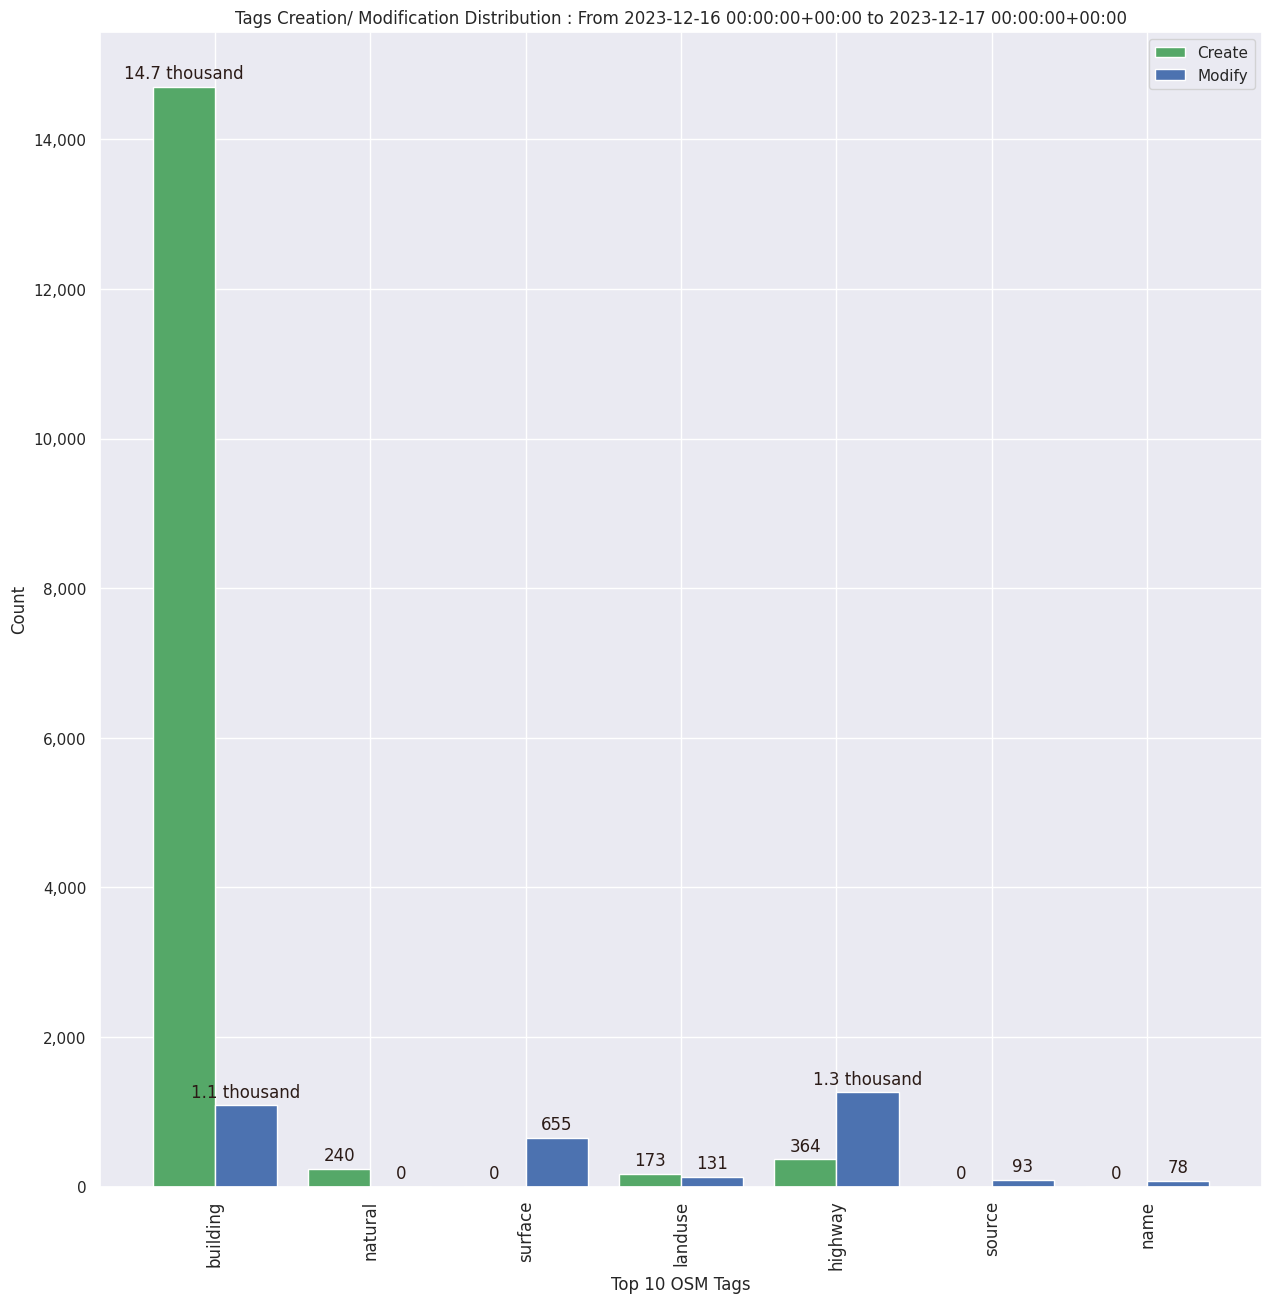 Tags Creation/ Modification Distribution : From 2023-12-16 00:00:00+00:00 to 2023-12-17 00:00:00+00:00
Create
Modify
14.7 thousand
14,000
12,000
10,000
8,000
Count
6,000
4,000
2,000
0
1.1 thousand
240
0
0
655
173
131
364
1.3 thousand
0
93
0
78
building
natural
surface
landuse
highway
source
name
Top 10 OSM Tags